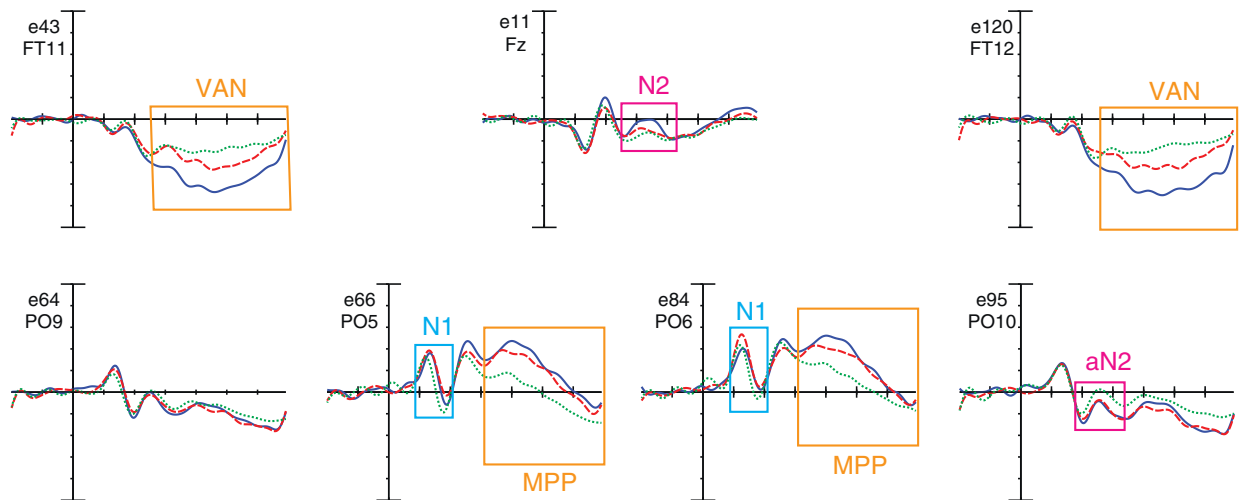 e43
FT11
VAN
e11
Fz
N2
e120
FT12
VAN
e64
PO9
e66
PO5
N1
MPP
e84
PO6
N1
MPP
e95
PO10
aN2